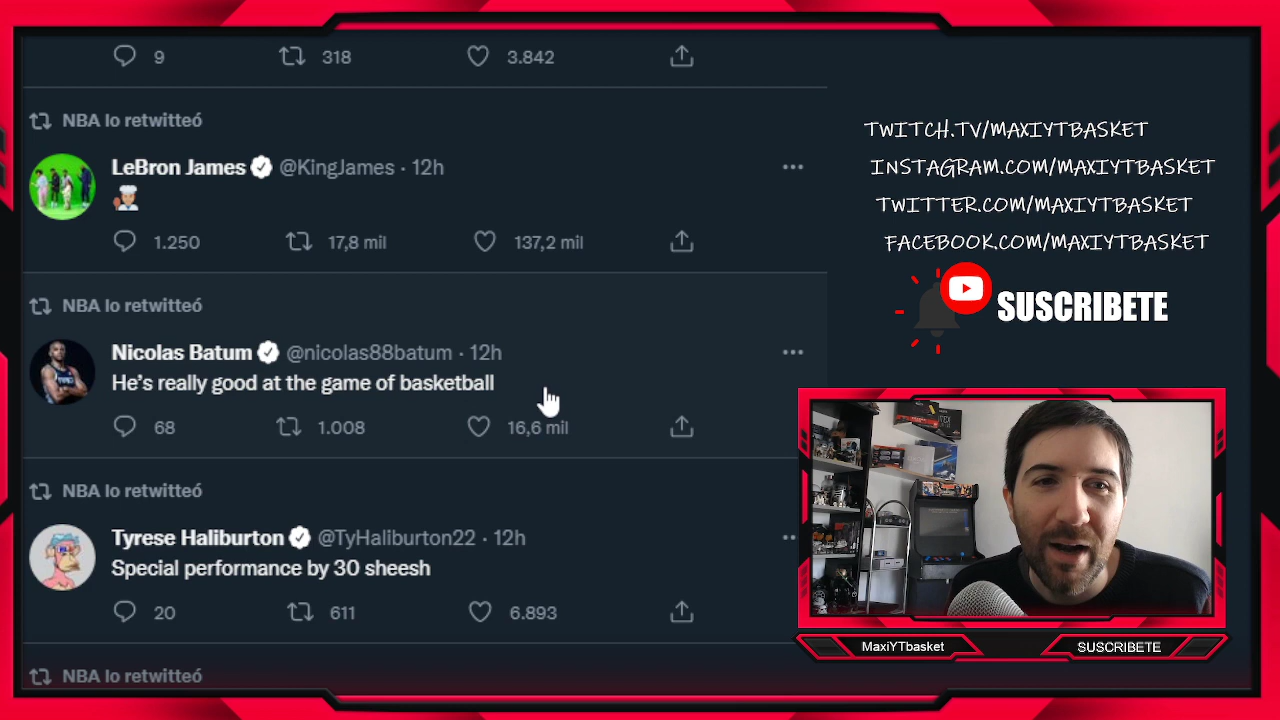 9 318 3.842
NBA lo retwitteó
LeBron James @KingJames · 12h
1.250 17,8 mil 137,2 mil
NBA lo retwitteó
Nicolas Batum @nicolas88batum · 12h
He's really good at the game of basketball
68 1.008 16,6 mil
NBA lo retwitteó
Tyrese Haliburton @TyHaliburton22 · 12h
Special performance by 30 sheesh
20 611 6.893
NBA lo retwitteó
TWITCH.TV/MAXIYTBASKET
INSTAGRAM.COM/MAXIYTBASKET
TWITTER.COM/MAXIYTBASKET
FACEBOOK.COM/MAXIYTBASKET
SUSCRIBETE
MaxiYTbasket
SUSCRIBETE